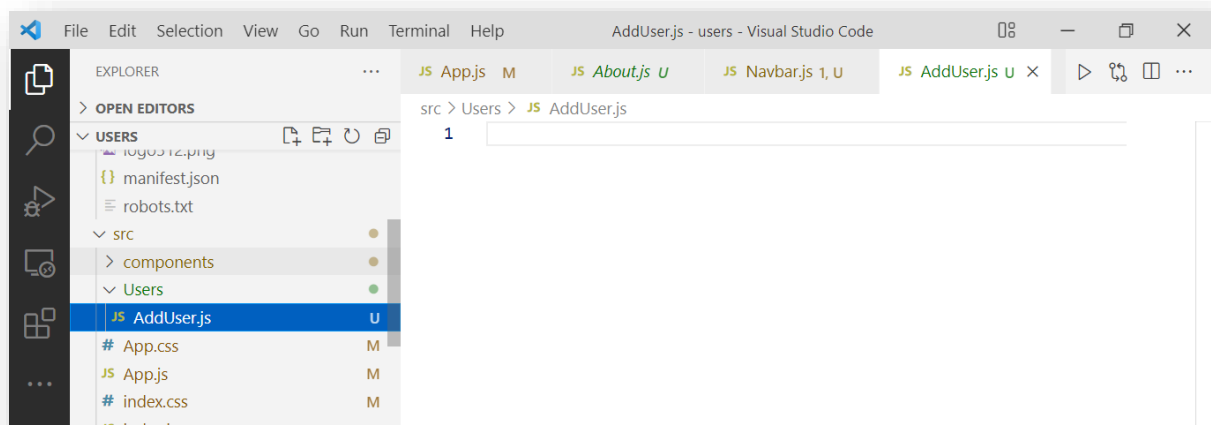 File Edit Selection View Go Run Terminal Help AddUser.js - users - Visual Studio Code
EXPLORER ... JS App.js M JS About.js U JS Navbar.js 1, U JS AddUser.js U
OPEN EDITORS
src > Users > JS AddUser.js
USERS
1
logo512.png
{} manifest.json
robots.txt
src
components
Users
JS AddUser.js U
# App.css M
JS App.js M
# index.css M